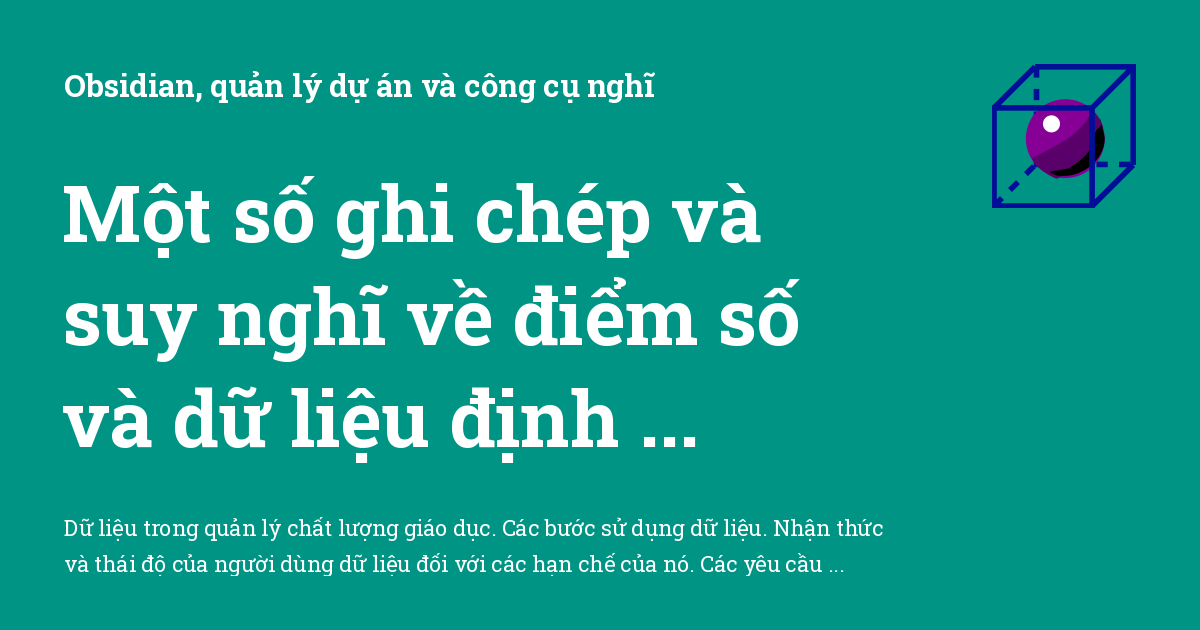 Obsidian, quản lý dự án và công cụ nghĩ
Một số ghi chép và
suy nghĩ về điểm số
và dữ liệu định ...
Dữ liệu trong quản lý chất lượng giáo dục. Các bước sử dụng dữ liệu. Nhận thức
và thái độ của người dùng dữ liệu đối với các hạn chế của nó. Các yêu cầu ...